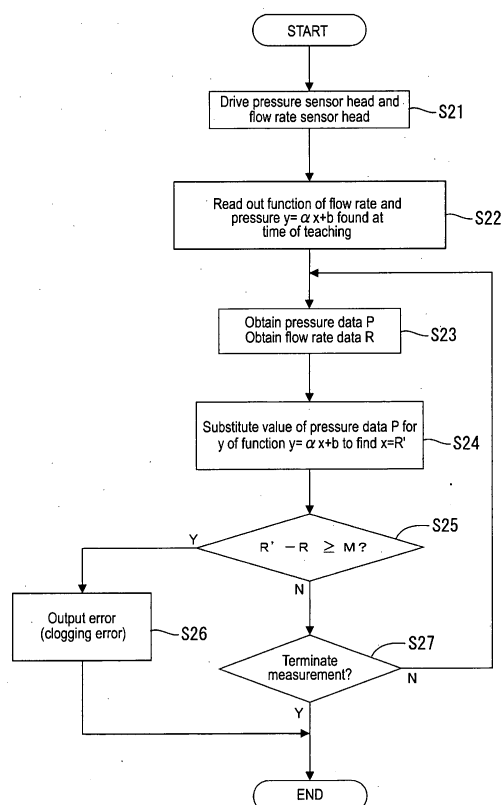 START
Drive pressure sensor head and
flow rate sensor head
S21
Read out function of flow rate and
pressure y= α x+b found at
time of teaching
S22
Obtain pressure data P
Obtain flow rate data R
S23
Substitute value of pressure data P for
y of function y= α x+b to find x=R'
S24
S25
R' −R ≥ M?
Y
N
Output error
(clogging error)
S26
S27
Terminate
measurement?
N
Y
END